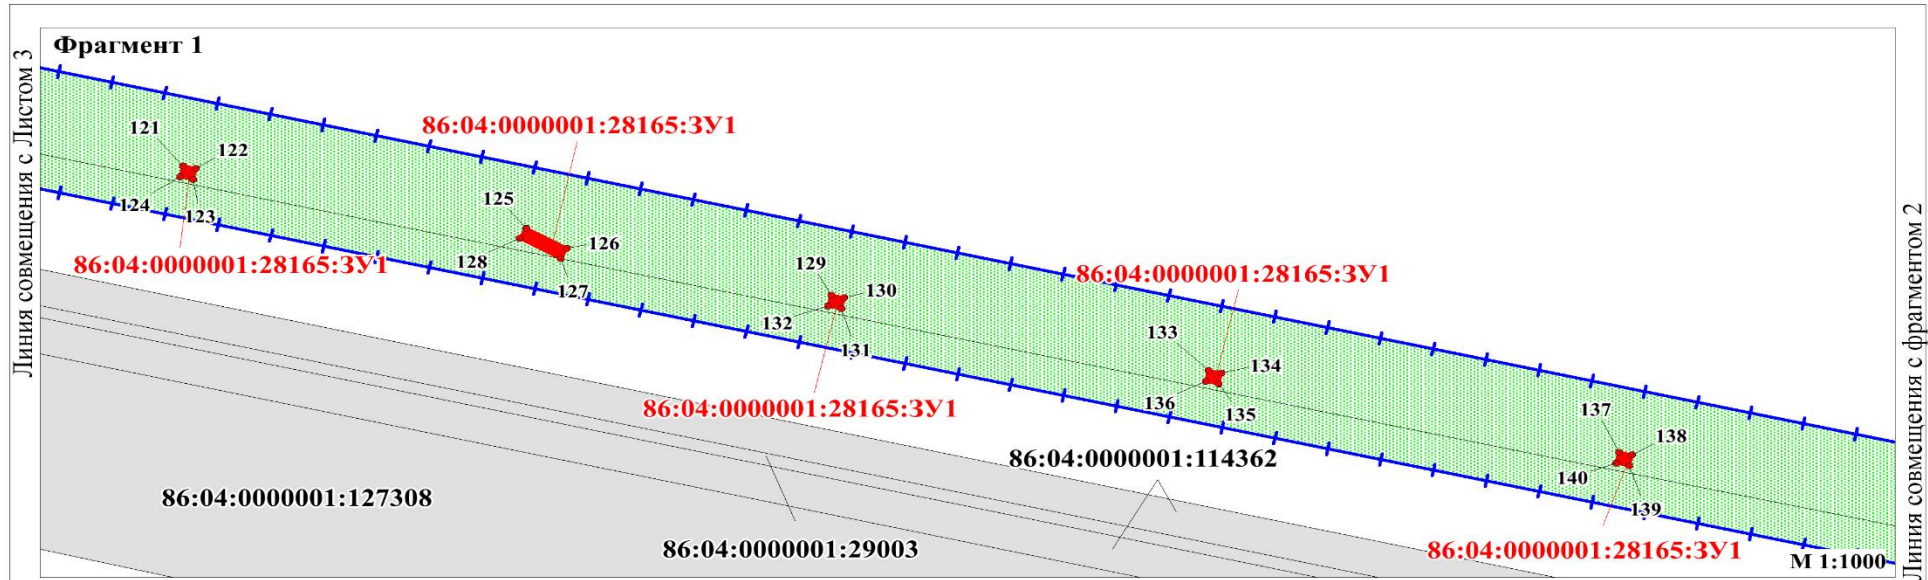 Фрагмент 1
Линия совмещения с Листом 3
121
122
124
123
86:04:0000001:28165:ЗУ1
86:04:0000001:28165:ЗУ1
125
126
128
127
129
130
132
131
86:04:0000001:28165:ЗУ1
86:04:0000001:28165:ЗУ1
133
134
136
135
137
138
140
139
86:04:0000001:28165:ЗУ1
86:04:0000001:114362
86:04:0000001:127308
86:04:0000001:29003
М 1:1000
Линия совмещения с фрагментом 2